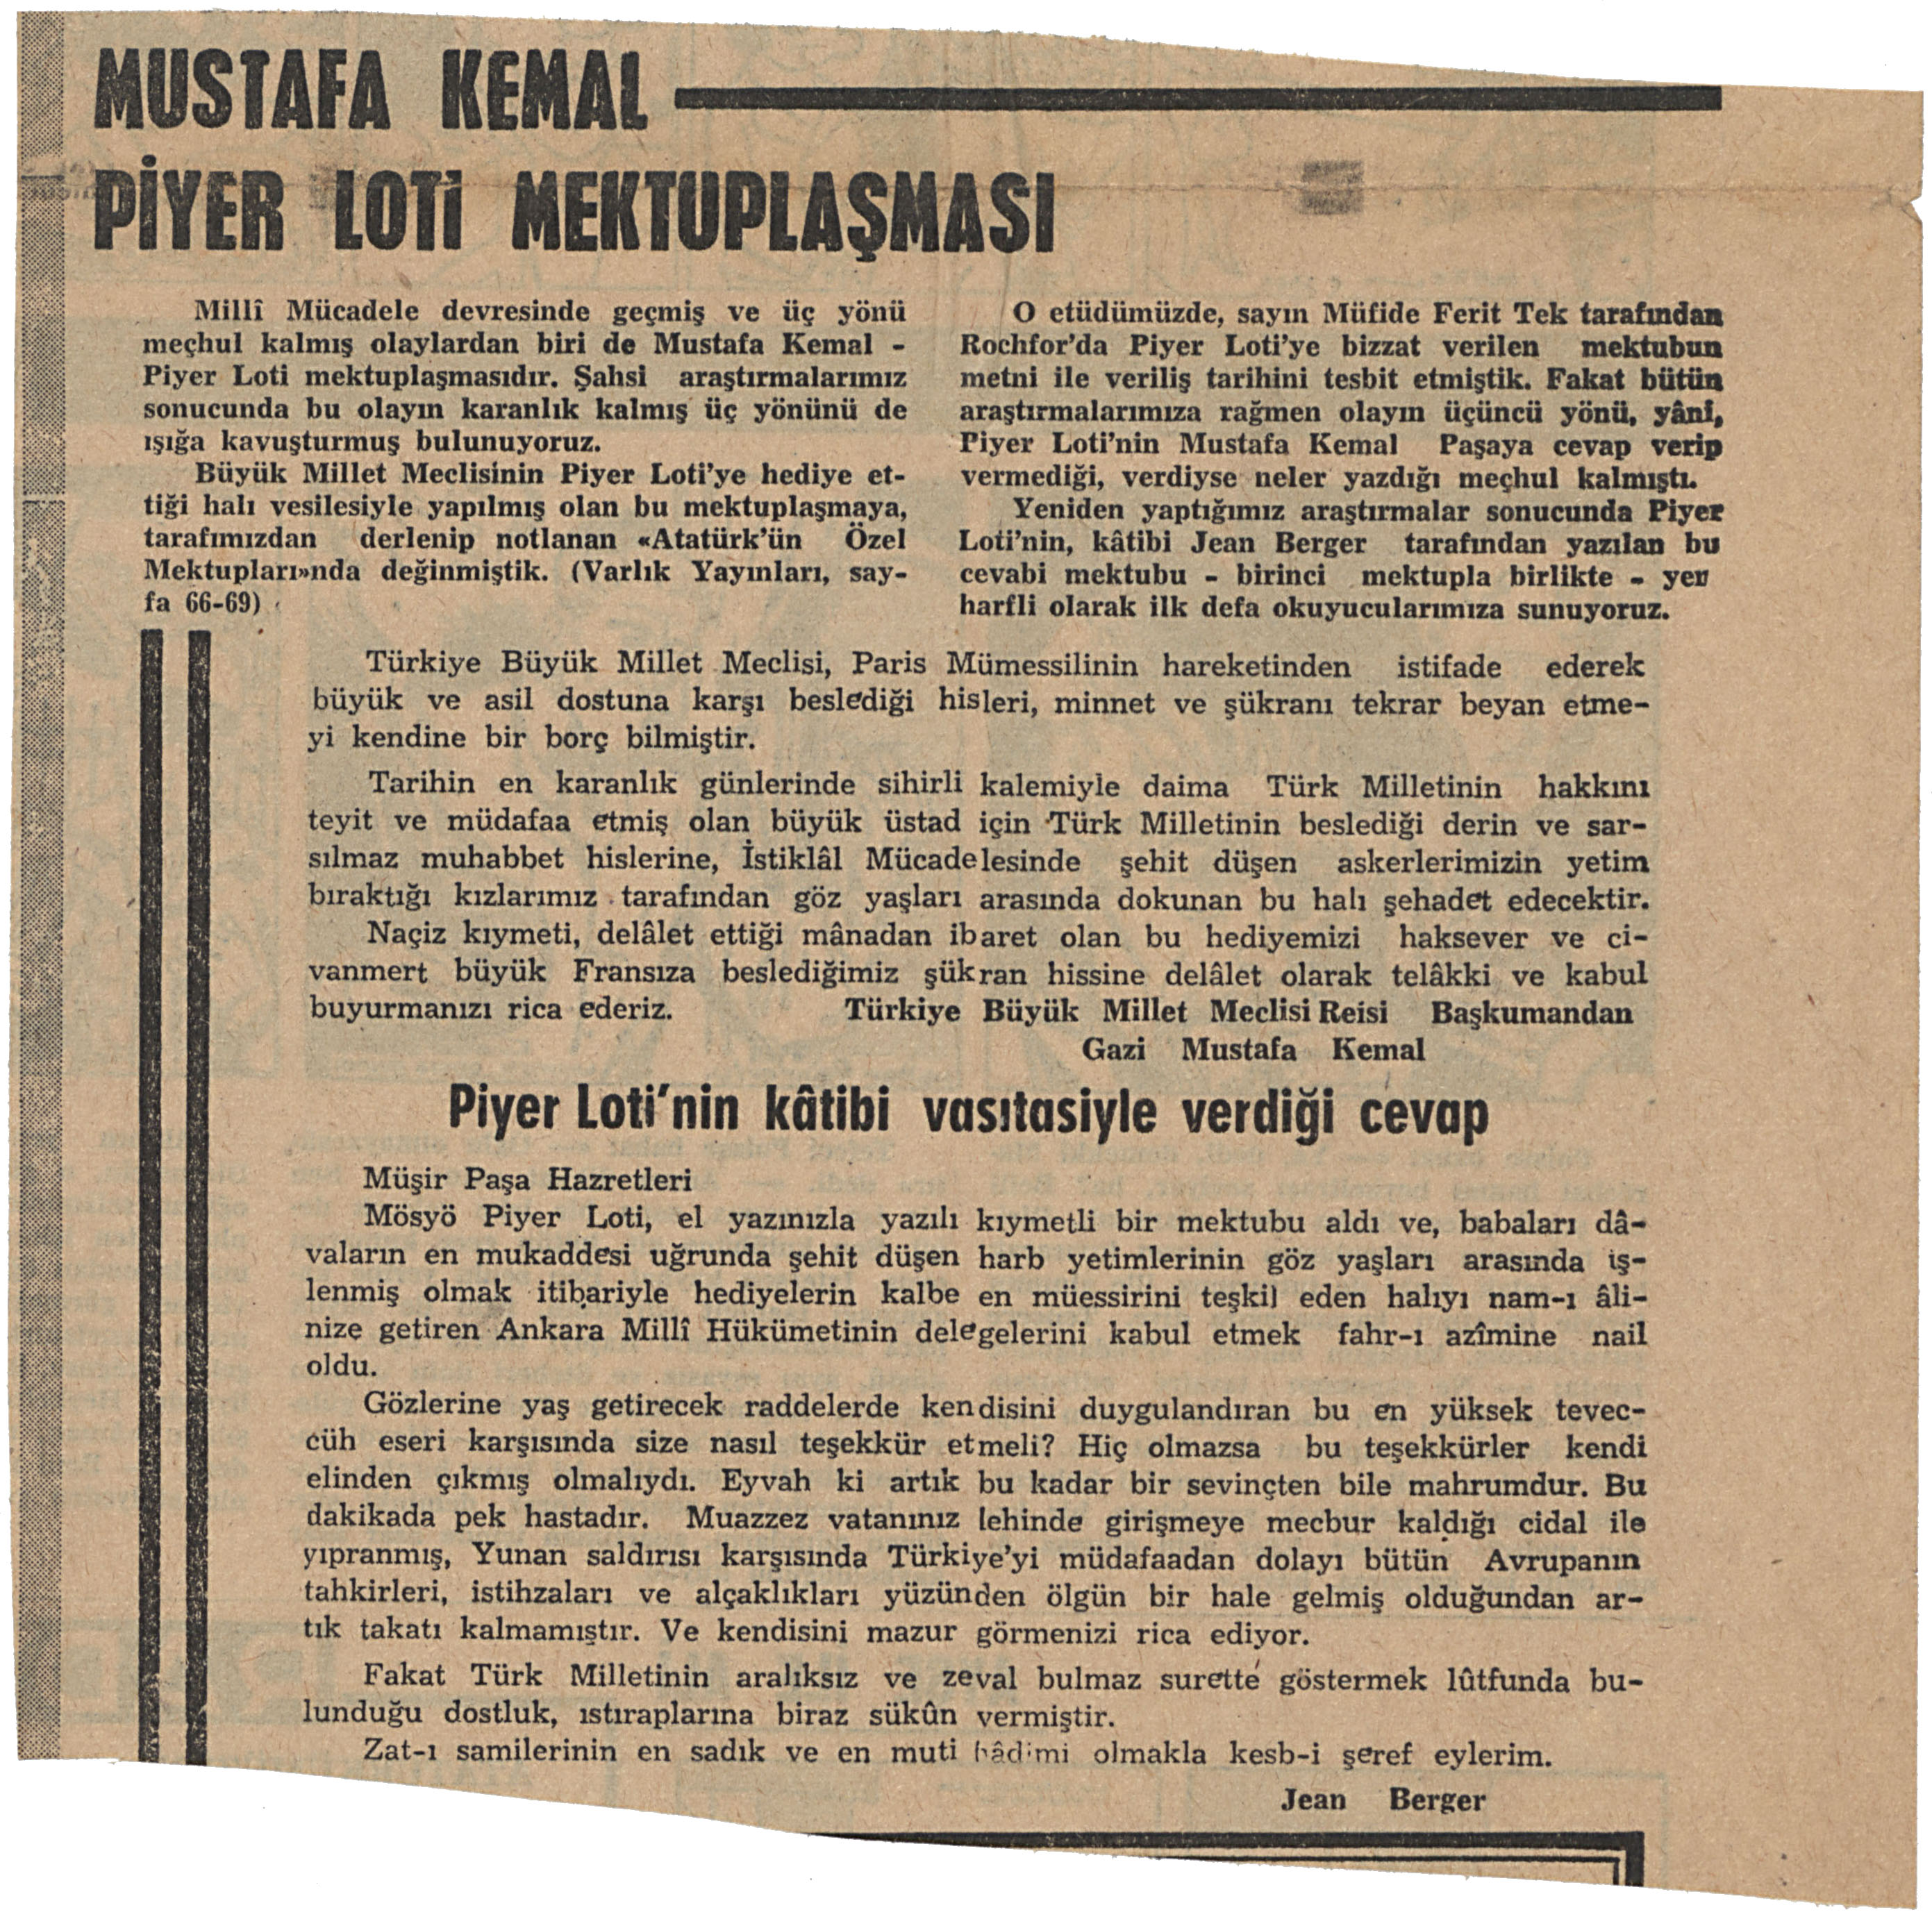 MUSTAFA KEMAL
PİYER LOTİ MEKTUPLAŞMASI
Millî Mücadele devresinde geçmiş ve üç yönü
meçhul kalmış olaylardan biri de Mustafa Kemal -
Piyer Loti mektuplaşmasıdır. Şahsi araştırmalarımız
sonucunda bu olayın karanlık kalmış üç yönünü de
ışığa kavuşturmuş bulunuyoruz.
Büyük Millet Meclisinin Piyer Loti'ye hediye et-
tiği halı vesilesiyle yapılmış olan bu mektuplaşmaya,
tarafımızdan derlenip notlanan «Atatürk'ün Özel
Mektupları»nda değinmiştik. (Varlık Yayınları, say-
fa 66-69)
O etüdümüzde, sayın Müfide Ferit Tek tarafından
Rochfor'da Piyer Loti'ye bizzat verilen mektubun
metni ile veriliş tarihini tesbit etmiştik. Fakat bütün
araştırmalarımıza rağmen olayın üçüncü yönü, yâni,
Piyer Loti'nin Mustafa Kemal Paşaya cevap verip
vermediği, verdiyse neler yazdığı meçhul kalmıştı.
Yeniden yaptığımız araştırmalar sonucunda Piyer
Loti'nin, kâtibi Jean Berger tarafından yazılan bu
cevabi mektubu - birinci mektupla birlikte - yen
harfli olarak ilk defa okuyucularımıza sunuyoruz.
Türkiye Büyük Millet Meclisi, Paris Mümessilinin hareketinden istifade ederek
büyük ve asil dostuna karşı beslediği hisleri, minnet ve şükranı tekrar beyan etme-
yi kendine bir borç bilmiştir.
Tarihin en karanlık günlerinde sihirli kalemiyle daima Türk Milletinin hakkını
teyit ve müdafaa etmiş olan büyük üstad için Türk Milletinin beslediği derin ve sar-
sılmaz muhabbet hislerine, İstiklâl Mücadelesinde şehit düşen askerlerimizin yetim
bıraktığı kızlarımız tarafından göz yaşları arasında dokunan bu halı şehadet edecektir.
Naçiz kıymeti, delâlet ettiği mânadan ibaret olan bu hediyemizi haksever ve ci-
vanmert büyük Fransıza beslediğimiz şükran hissine delâlet olarak telâkki ve kabul
buyurmanızı rica ederiz. Türkiye Büyük Millet Meclisi Reisi Başkumandan
Gazi Mustafa Kemal
Piyer Loti'nin kâtibi vasıtasiyle verdiği cevap
Müşir Paşa Hazretleri
Mösyö Piyer Loti, el yazınızla yazılı kıymetli bir mektubu aldı ve, babaları dâ-
vaların en mukaddesi uğrunda şehit düşen harb yetimlerinin göz yaşları arasında iş-
lenmiş olmak itibariyle hediyelerin kalbe en müessirini teşkil eden halıyı nam-ı âli-
nize getiren Ankara Millî Hükümetinin delegelerini kabul etmek fahr-ı azîmine nail
oldu.
Gözlerine yaş getirecek raddelerde kendisini duygulandıran bu en yüksek tevec-
cüh eseri karşısında size nasıl teşekkür etmeli? Hiç olmazsa bu teşekkürler kendi
elinden çıkmış olmalıydı. Eyvah ki artık bu kadar bir sevinçten bile mahrumdur. Bu
dakikada pek hastadır. Muazzez vatanınız lehinde girişmeye mecbur kaldığı cidal ile
yıpranmış, Yunan saldırısı karşısında Türkiye'yi müdafaadan dolayı bütün Avrupanın
tahkirleri, istihzaları ve alçaklıkları yüzünden ölgün bir hale gelmiş olduğundan ar-
tık takatı kalmamıştır. Ve kendisini mazur görmenizi rica ediyor.
Fakat Türk Milletinin aralıksız ve zeval bulmaz surette göstermek lûtfunda bu-
lunduğu dostluk, ıstıraplarına biraz sükûn vermiştir.
Zat-ı samilerinin en sadık ve en muti hâdimi olmakla kesb-i şeref eylerim.
Jean Berger